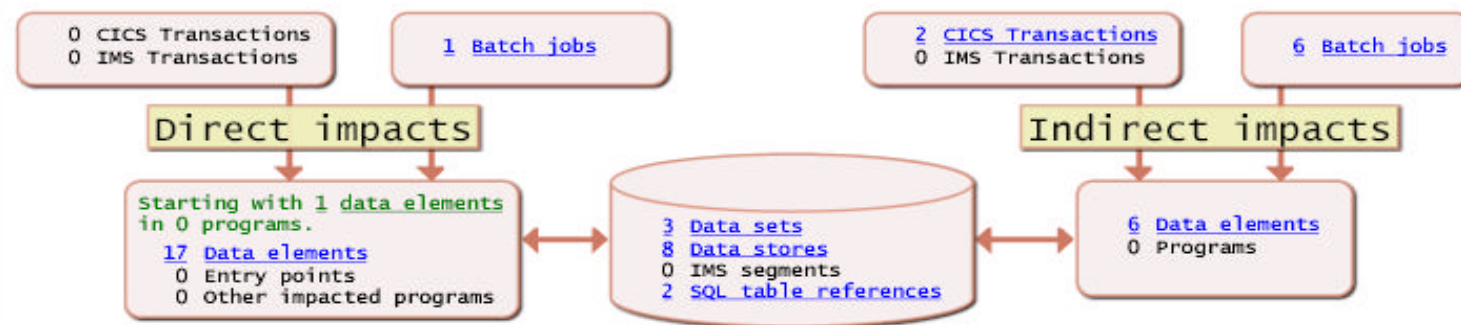 0 CICS Transactions
0 IMS Transactions
1 Batch jobs
2 CICS Transactions
0 IMS Transactions
6 Batch jobs
Direct impacts
Indirect impacts
Starting with 1 data elements
in 0 programs.
17 Data elements
0 Entry points
0 Other impacted programs
3 Data sets
8 Data stores
0 IMS segments
2 SQL table references
6 Data elements
0 Programs